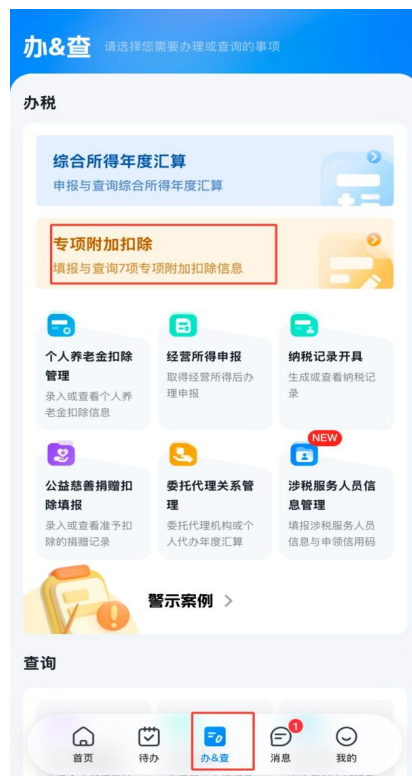 办&查 请选择您需要办理或查询的事项
办税
综合所得年度汇算
申报与查询综合所得年度汇算
专项附加扣除
填报与查询7项专项附加扣除信息
个人养老金扣除管理
录入或查看个人养老金扣除信息
经营所得申报
取得经营所得后办理申报
纳税记录开具
生成或查看纳税记录
公益慈善捐赠扣除填报
录入或查看准予扣除的捐赠记录
委托代理关系管理
委托代理机构或个人代办年度汇算
NEW
涉税服务人员信息管理
填报涉税服务人员信息与申领信用码
警示案例 >
查询
首页
待办
办&查
1
消息
我的